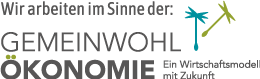 Wir arbeiten im Sinne der:
GEMEINWOHL
ÖKONOMIE Ein Wirtschaftsmodell
mit Zukunft